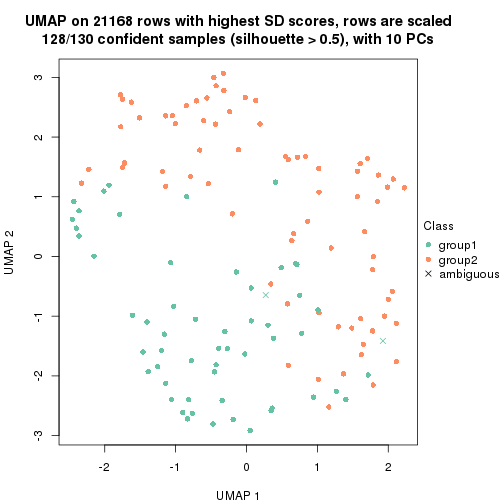 UMAP on 21168 rows with highest SD scores, rows are scaled
128/130 confident samples (silhouette > 0.5), with 10 PCs
3
2
1
0
-1
-2
-3
UMAP 2
-2
-1
0
1
2
UMAP 1
Class
group1
group2
ambiguous